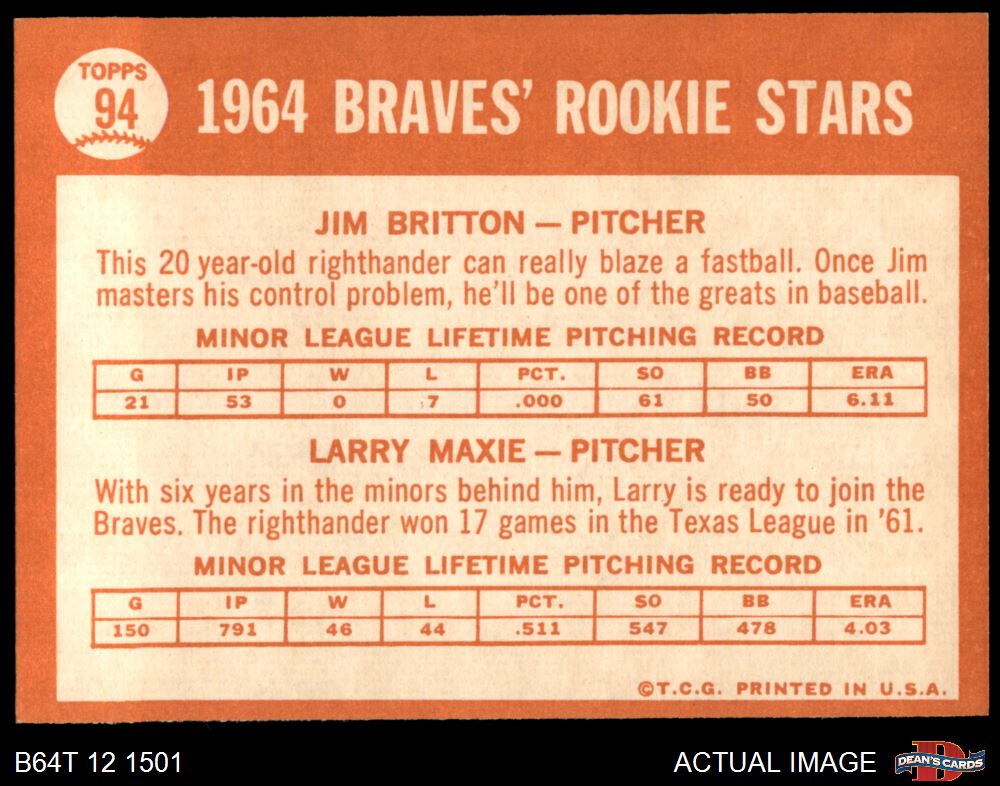 TOPPS
94
1964 BRAVES' ROOKIE STARS
JIM BRITTON — PITCHER
This 20 year-old righthander can really blaze a fastball. Once Jim
masters his control problem, he'll be one of the greats in baseball.
MINOR LEAGUE LIFETIME PITCHING RECORD
G IP W L PCT. SO BB ERA
21 53 0 7 .000 61 50 6.11
LARRY MAXIE — PITCHER
With six years in the minors behind him, Larry is ready to join the
Braves. The righthander won 17 games in the Texas League in '61.
MINOR LEAGUE LIFETIME PITCHING RECORD
G IP W L PCT. SO BB ERA
150 791 46 44 .511 547 478 4.03
©T.C.G. PRINTED IN U.S.A.
B64T 12 1501
ACTUAL IMAGE
D
DEAN'S CARDS